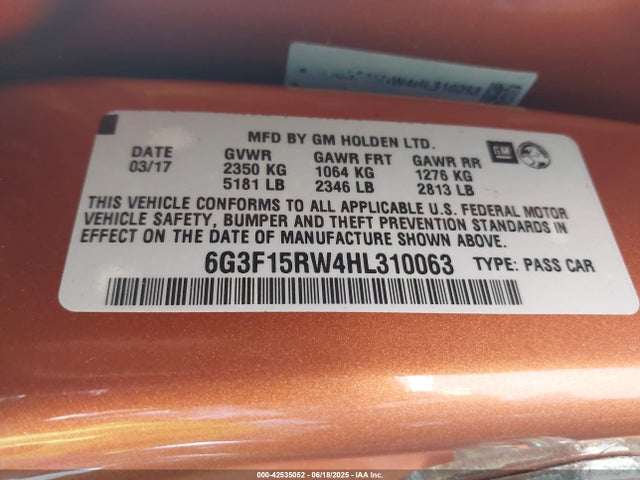 MFD BY GM HOLDEN LTD.
DATE GVWR GAWR FRT GAWR RR GM
03/17 2350 KG 1064 KG 1276 KG
5181 LB 2346 LB 2813 LB
THIS VEHICLE CONFORMS TO ALL APPLICABLE U.S. FEDERAL MOTOR
VEHICLE SAFETY, BUMPER AND THEFT PREVENTION STANDARDS IN
EFFECT ON THE DATE OF MANUFACTURE SHOWN ABOVE.
6G3F15RW4HL310063 TYPE: PASS CAR
000-42535052 / 06/18/2025 - IAA Inc.